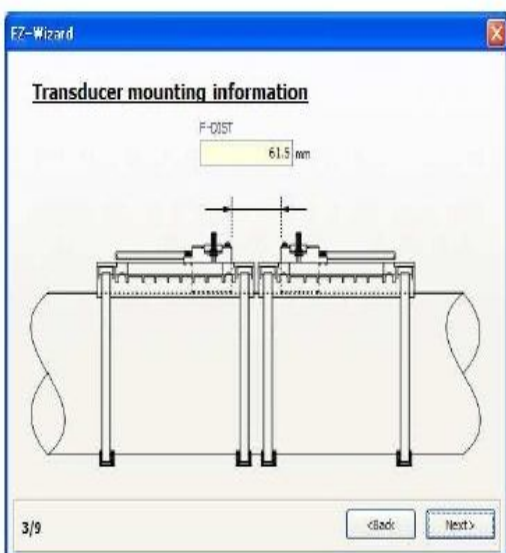 EZ-Wizard
Transducer mounting information
F-DIST
61.5 mm
3/9
<Back
Next>